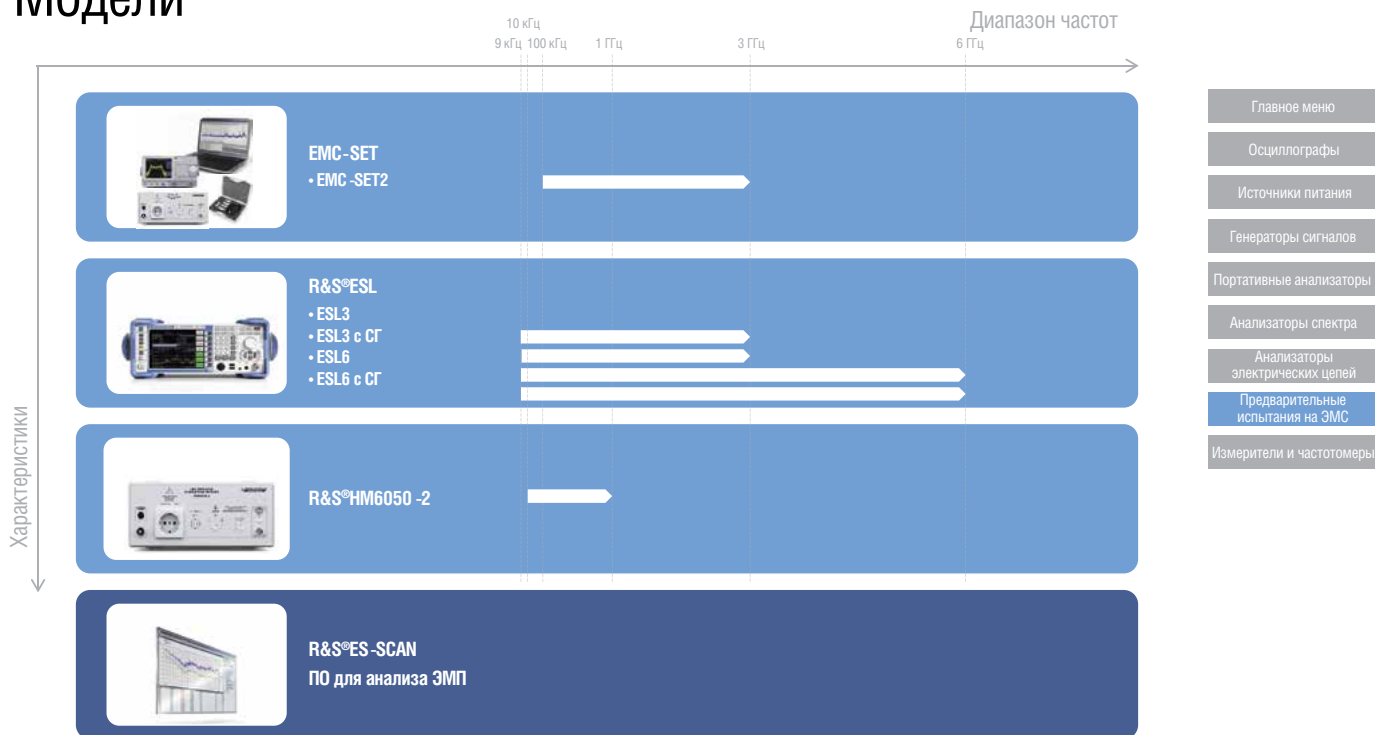 Модели
Диапазон частот
10 кГц
9 кГц 100 кГц 1 ГГц 3 ГГц 6 ГГц
Характеристики
EMC-SET
• EMC-SET2
R&S®ESL
• ESL3
• ESL3 с СГ
• ESL6
• ESL6 с СГ
R&S®HM6050-2
R&S®ES-SCAN
ПО для анализа ЭМП
Главное меню
Осциллографы
Источники питания
Генераторы сигналов
Портативные анализаторы
Анализаторы спектра
Анализаторы
электрических цепей
Предварительные
испытания на ЭМС
Измерители и частотомеры